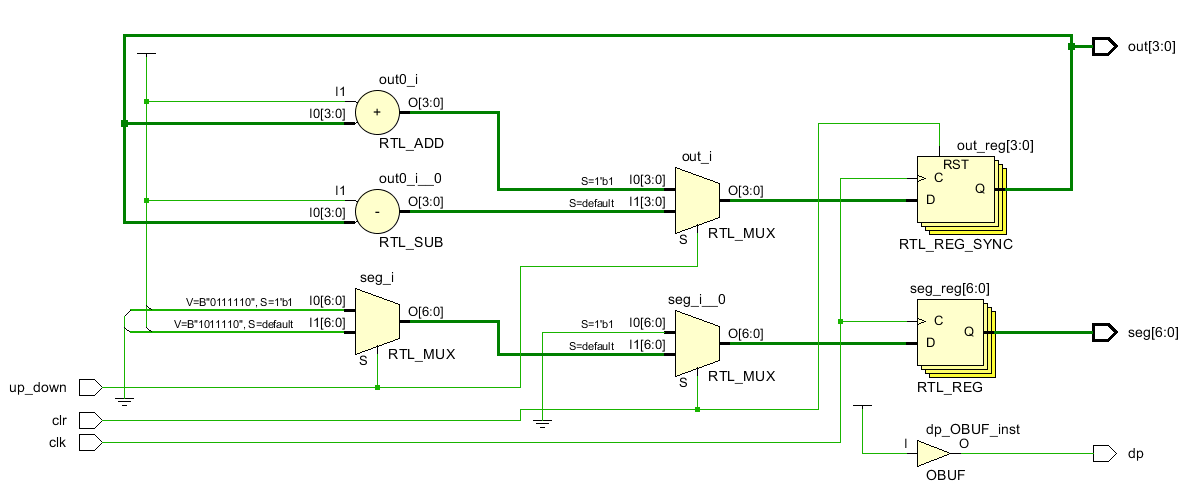 out[3:0]
out0_i
I1
I0[3:0]
+
O[3:0]
RTL_ADD
out0_i__0
I1
I0[3:0]
-
O[3:0]
RTL_SUB
out_i
S=1'b1
I0[3:0]
S=default
I1[3:0]
O[3:0]
S
RTL_MUX
out_reg[3:0]
RST
C
Q
D
RTL_REG_SYNC
seg_i
V=B"0111110", S=1'b1
I0[6:0]
V=B"1011110", S=default
I1[6:0]
O[6:0]
S
RTL_MUX
seg_i__0
S=1'b1
I0[6:0]
S=default
I1[6:0]
O[6:0]
S
RTL_MUX
seg_reg[6:0]
C
Q
D
RTL_REG
seg[6:0]
up_down
clr
clk
dp_OBUF_inst
I
O
OBUF
dp